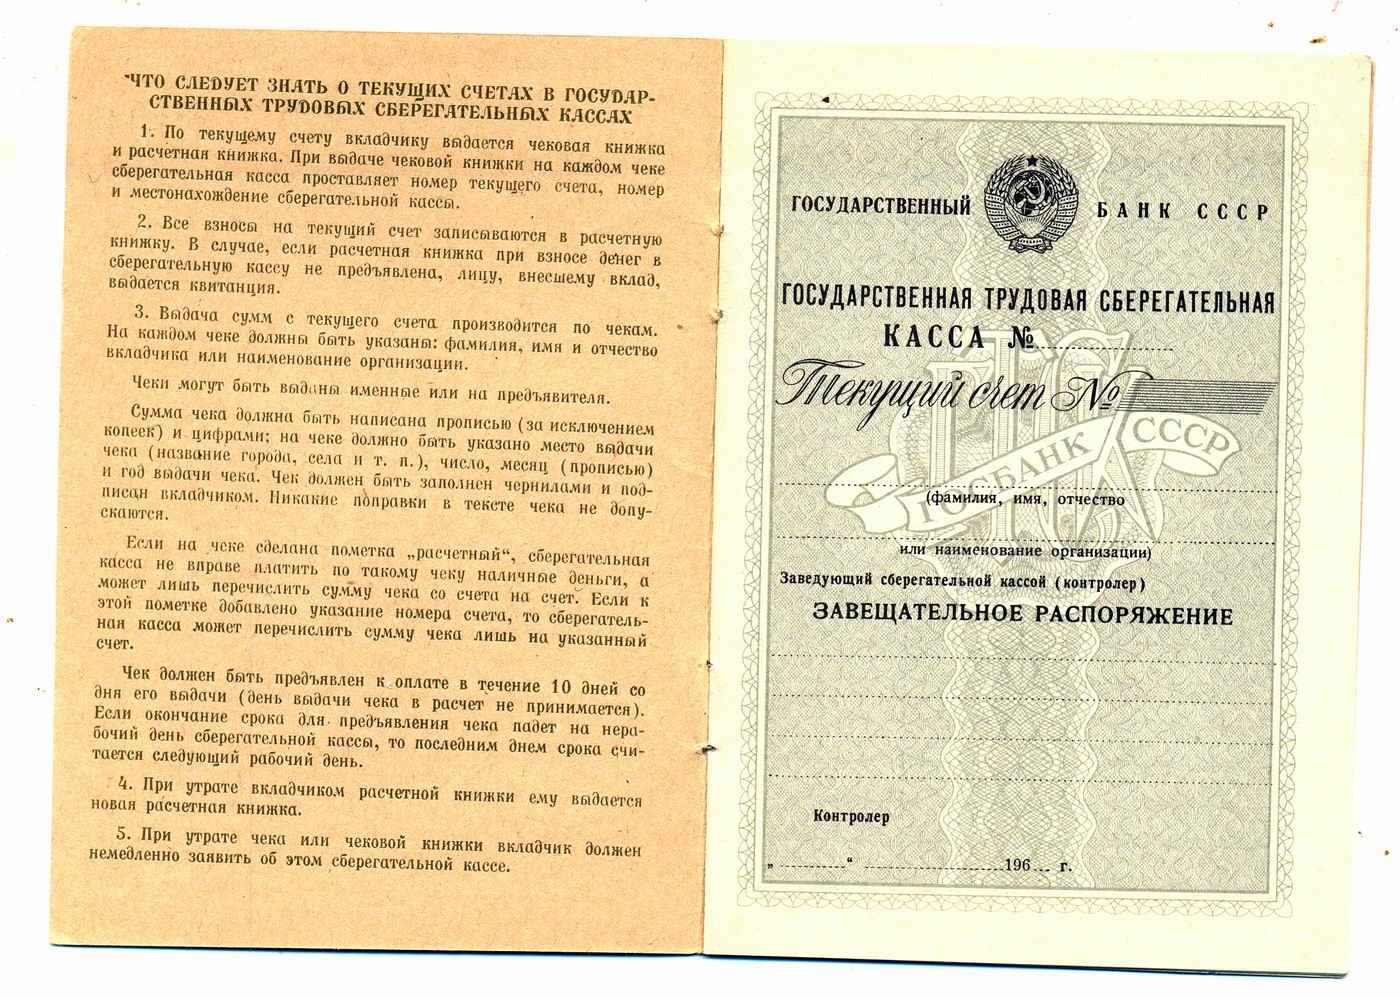 ЧТО СЛЕДУЕТ ЗНАТЬ О ТЕКУЩИХ СЧЕТАХ В ГОСУДАР-
СТВЕННЫХ ТРУДОВЫХ СБЕРЕГАТЕЛЬНЫХ КАССАХ
1. По текущему счету вкладчику выдается чековая книжка
и расчетная книжка. При выдаче чековой книжки на каждом чеке
сберегательная касса проставляет номер текущего счета, номер
и местонахождение сберегательной кассы.
2. Все взносы на текущий счет записываются в расчетную
книжку. В случае, если расчетная книжка при взносе денег в
сберегательную кассу не предъявлена, лицу, внесшему вклад,
выдается квитанция.
3. Выдача сумм с текущего счета производится по чекам.
На каждом чеке должны быть указаны: фамилия, имя и отчество
вкладчика или наименование организации.
Чеки могут быть выданы именные или на предъявителя.
Сумма чека должна быть написана прописью (за исключением
копеек) и цифрами; на чеке должно быть указано место выдачи
чека (название города, села и т. п.), число, месяц (прописью)
и год выдачи чека. Чек должен быть заполнен чернилами и под-
писан вкладчиком. Никакие поправки в тексте чека не допу-
скаются.
Если на чеке сделана пометка „расчетный“, сберегательная
касса не вправе платить по такому чеку наличные деньги, а
может лишь перечислить сумму чека со счета на счет. Если к
этой пометке добавлено указание номера счета, то сберегатель-
ная касса может перечислить сумму чека лишь на указанный
счет.
Чек должен быть предъявлен к оплате в течение 10 дней со
дня его выдачи (день выдачи чека в расчет не принимается).
Если окончание срока для предъявления чека падет на нера-
бочий день сберегательной кассы, то последним днем срока счи-
тается следующий рабочий день.
4. При утрате вкладчиком расчетной книжки ему выдается
новая расчетная книжка.
5. При утрате чека или чековой книжки вкладчик должен
немедленно заявить об этом сберегательной кассе.
ГОСУДАРСТВЕННЫЙ БАНК СССР
ГОСУДАРСТВЕННАЯ ТРУДОВАЯ СБЕРЕГАТЕЛЬНАЯ
КАССА №
Текущий счет №
ГОСБАНК СССР
(фамилия, имя, отчество
или наименование организации)
Заведующий сберегательной кассой (контролер)
ЗАВЕЩАТЕЛЬНОЕ РАСПОРЯЖЕНИЕ
Контролер
„ “ 196 г.